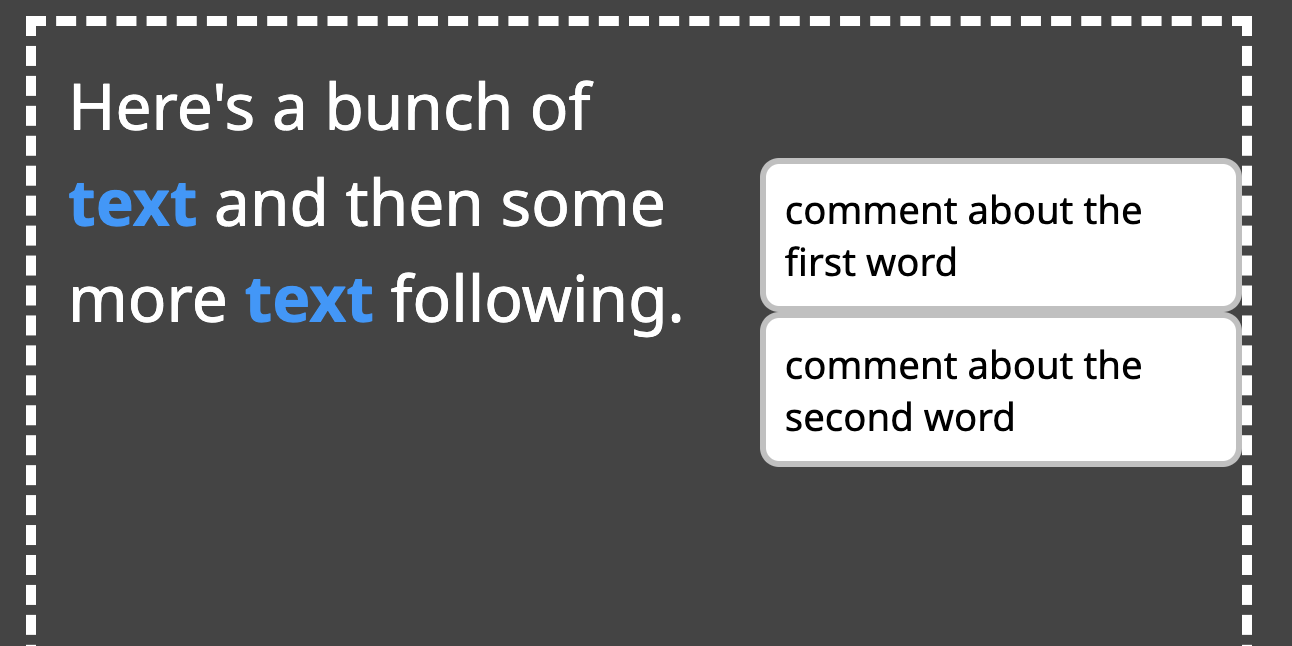 Here's a bunch of
text and then some
more text following.
comment about the
first word
comment about the
second word